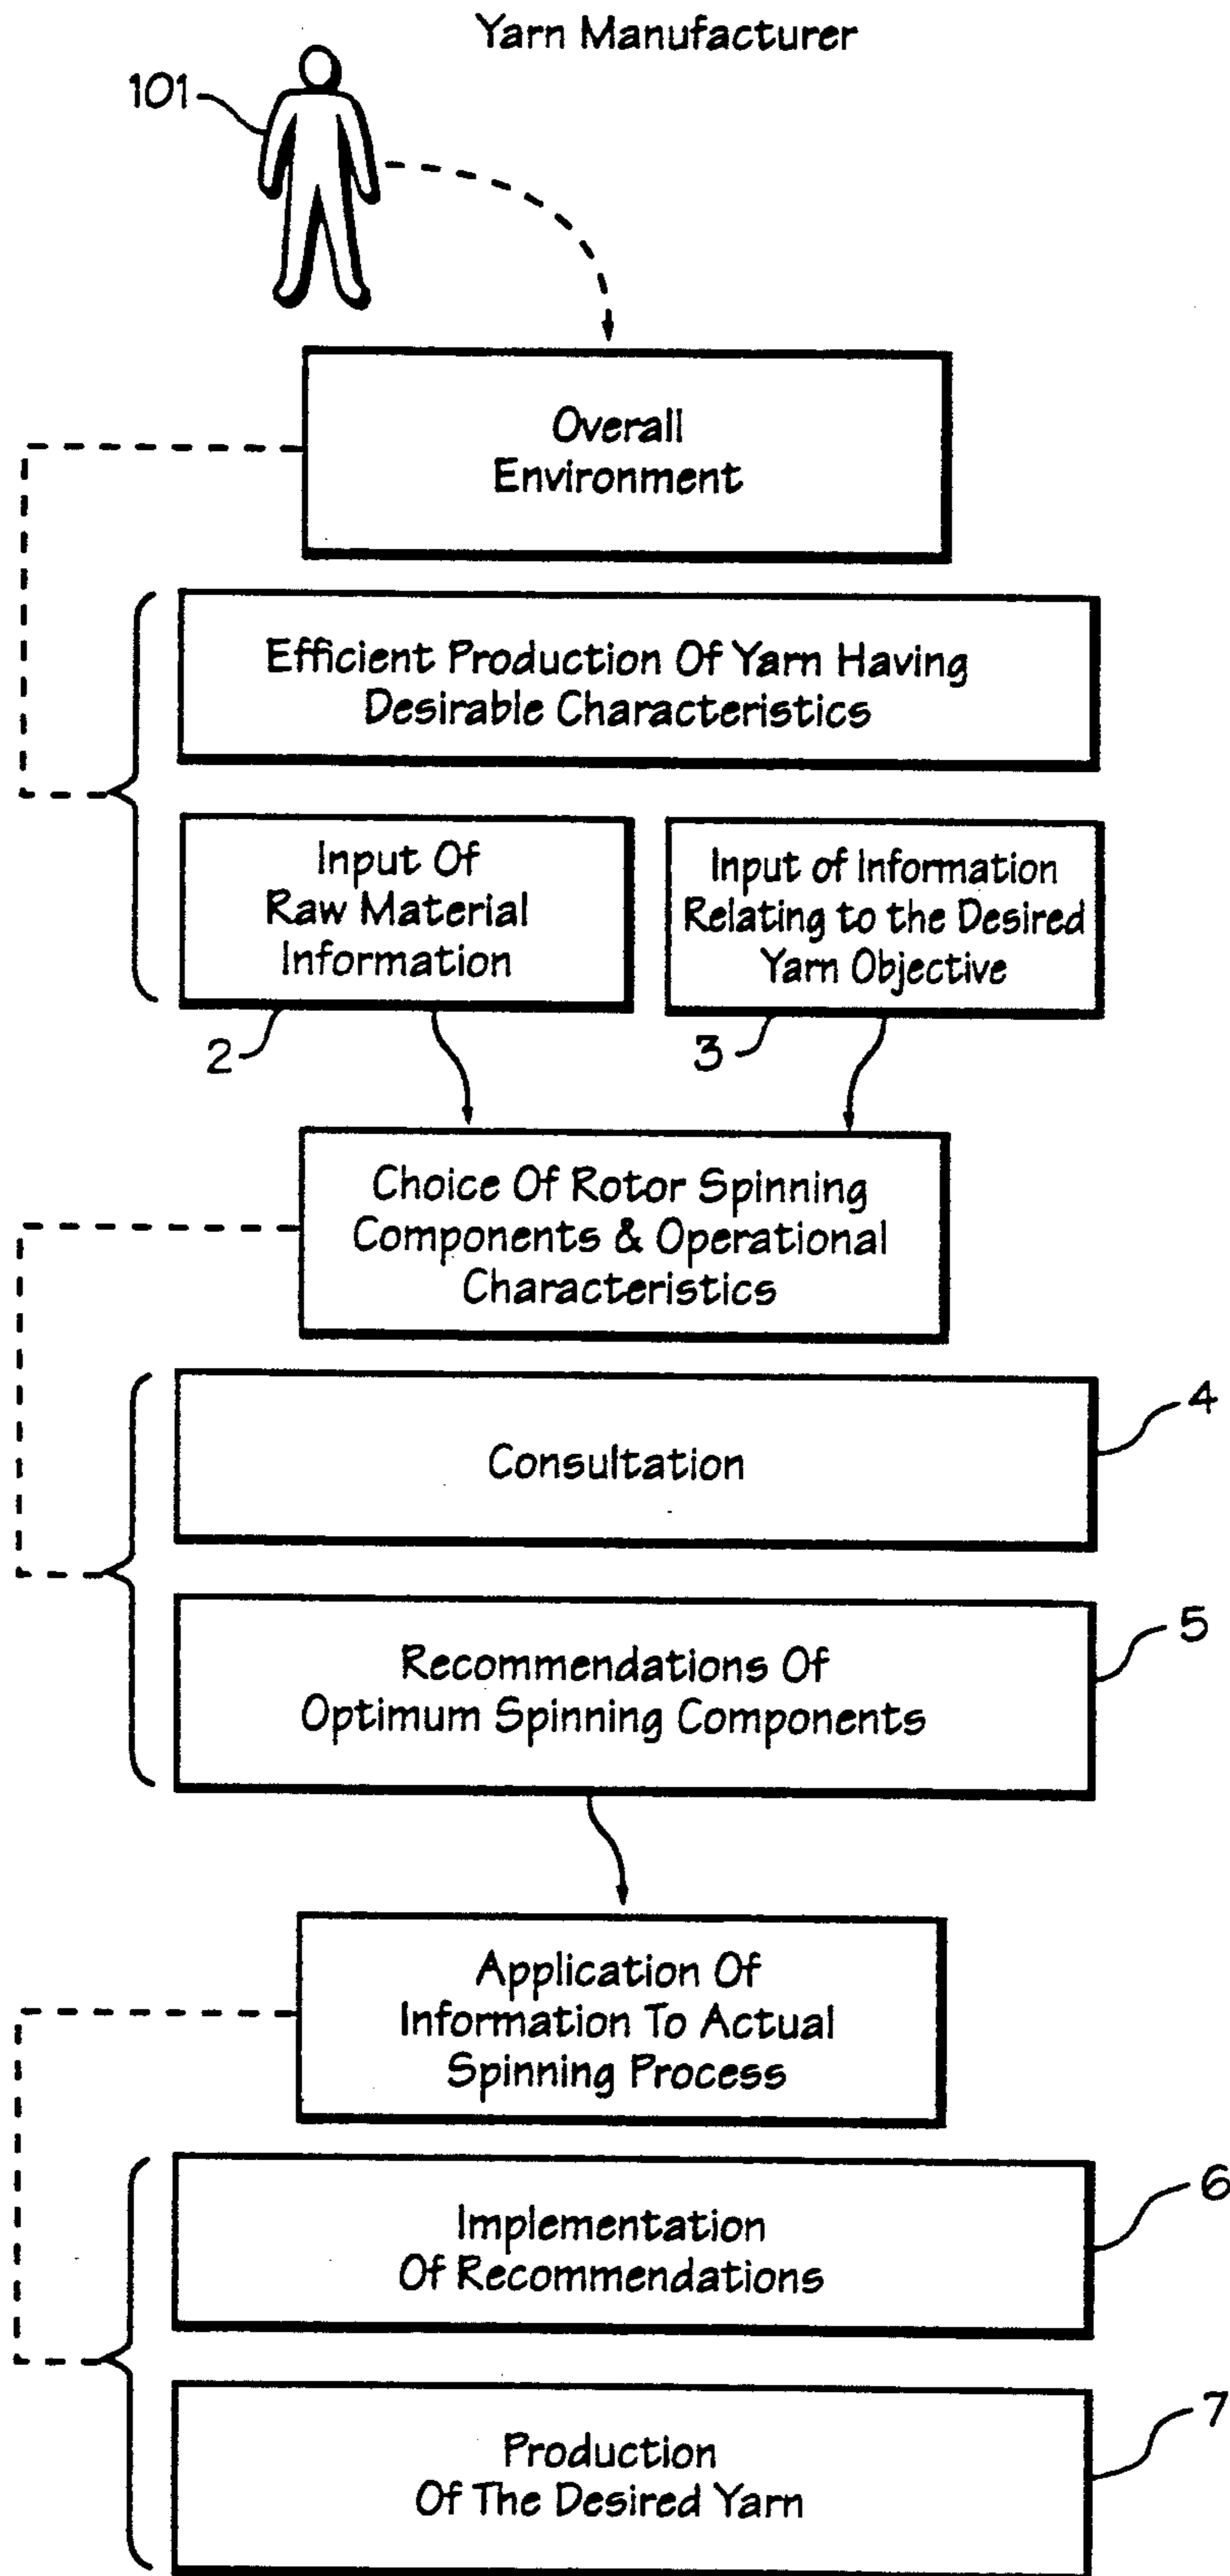 Yarn Manufacturer
101
Overall
Environment
Efficient Production Of Yarn Having
Desirable Characteristics
Input Of
Raw Material
Information
2
Input of Information
Relating to the Desired
Yarn Objective
3
Choice Of Rotor Spinning
Components & Operational
Characteristics
Consultation
4
Recommendations Of
Optimum Spinning Components
5
Application Of
Information To Actual
Spinning Process
Implementation
Of Recommendations
6
Production
Of The Desired Yarn
7